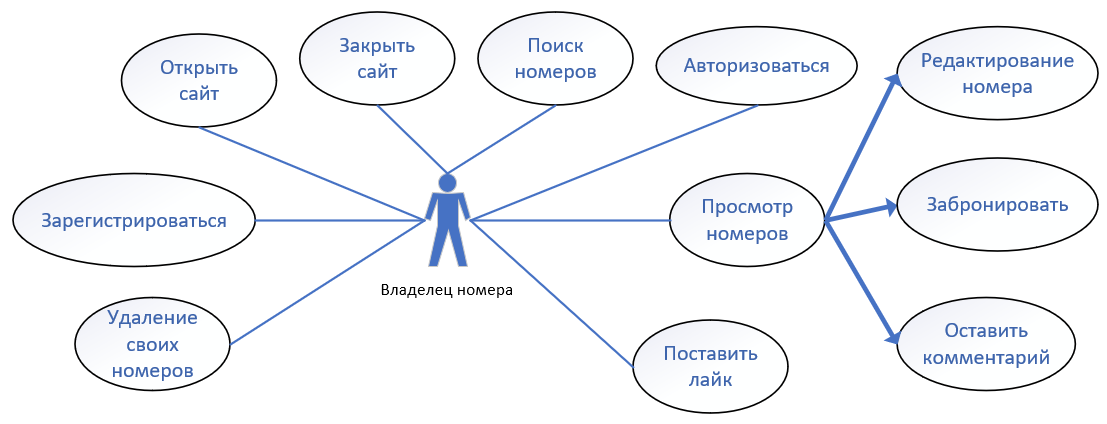 Открыть
сайт
Закрыть
сайт
Поиск
номеров
Авторизоваться
Редактирование
номера
Зарегистрироваться
Просмотр
номеров
Забронировать
Владелец номера
Удаление
своих
номеров
Поставить
лайк
Оставить
комментарий